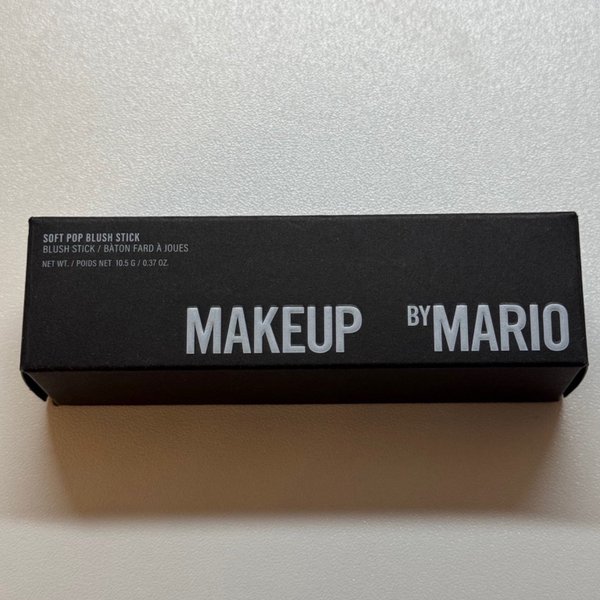 SOFT POP BLUSH STICK
BLUSH STICK / BÂTON FARD À JOUES
NET WT. / POIDS NET 10.5 G / 0.37 OZ.
MAKEUP BY MARIO